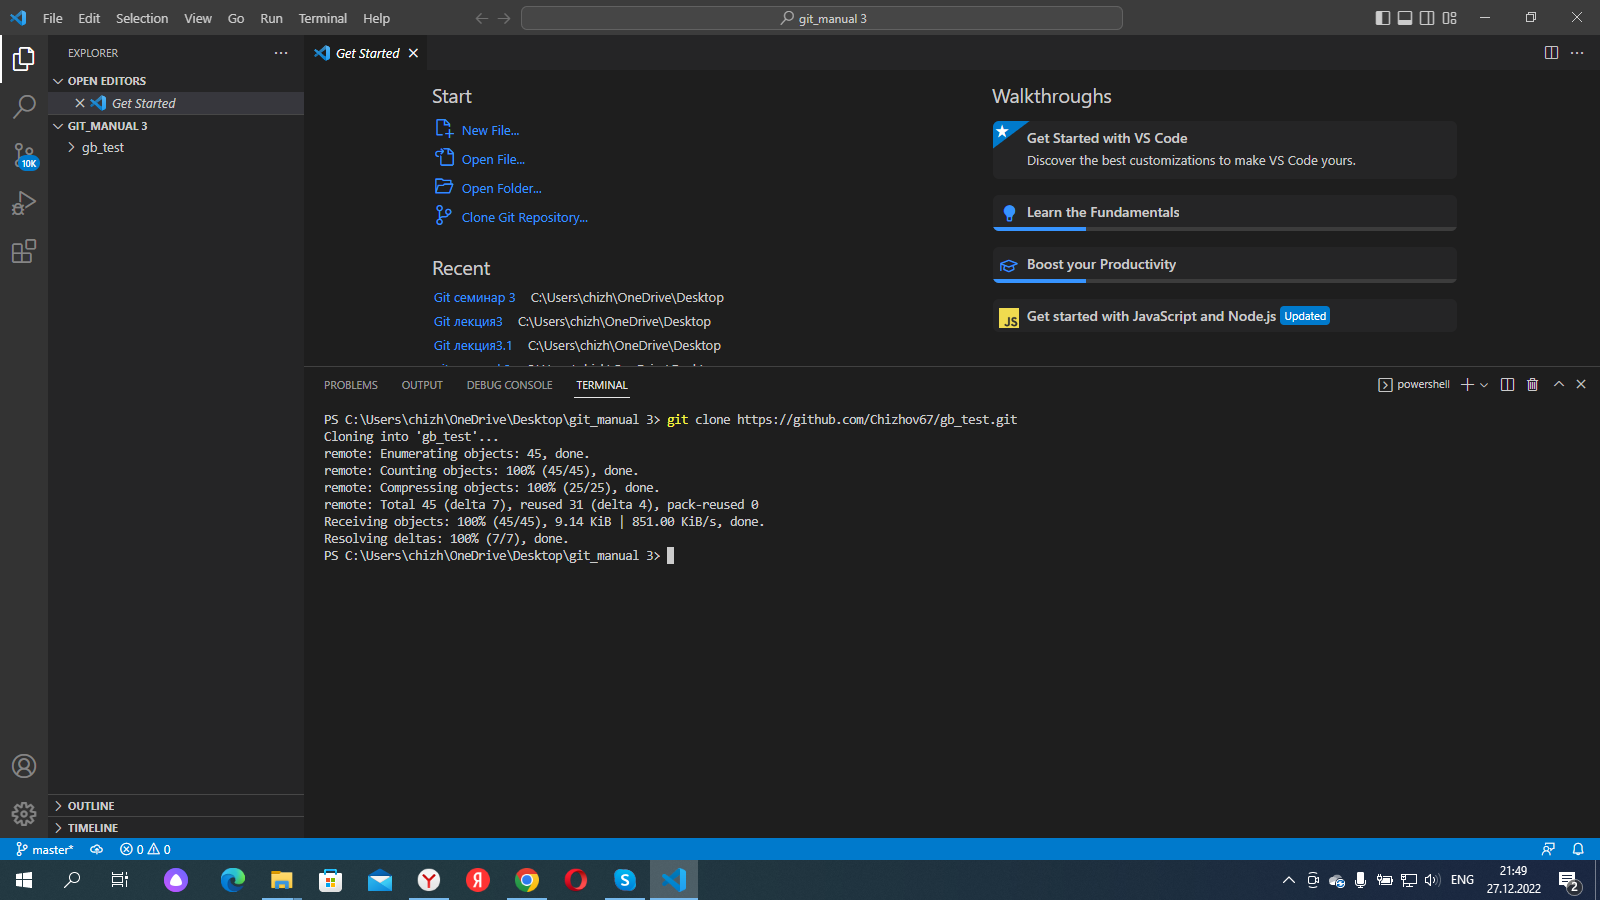 File Edit Selection View Go Run Terminal Help
git_manual 3
EXPLORER
OPEN EDITORS
Get Started
GIT_MANUAL 3
gb_test
10K
OUTLINE
TIMELINE
Get Started
Start
New File...
Open File...
Open Folder...
Clone Git Repository...
Recent
Git семинар 3 C:\Users\chizh\OneDrive\Desktop
Git лекция3 C:\Users\chizh\OneDrive\Desktop
Git лекция3.1 C:\Users\chizh\OneDrive\Desktop
Walkthroughs
Get Started with VS Code
Discover the best customizations to make VS Code yours.
Learn the Fundamentals
Boost your Productivity
JS Get started with JavaScript and Node.js Updated
PROBLEMS OUTPUT DEBUG CONSOLE TERMINAL
powershell
PS C:\Users\chizh\OneDrive\Desktop\git_manual 3> git clone https://github.com/Chizhov67/gb_test.git
Cloning into 'gb_test'...
remote: Enumerating objects: 45, done.
remote: Counting objects: 100% (45/45), done.
remote: Compressing objects: 100% (25/25), done.
remote: Total 45 (delta 7), reused 31 (delta 4), pack-reused 0
Receiving objects: 100% (45/45), 9.14 KiB | 851.00 KiB/s, done.
Resolving deltas: 100% (7/7), done.
PS C:\Users\chizh\OneDrive\Desktop\git_manual 3>
master* 0 0
ENG
21:49
27.12.2022
2